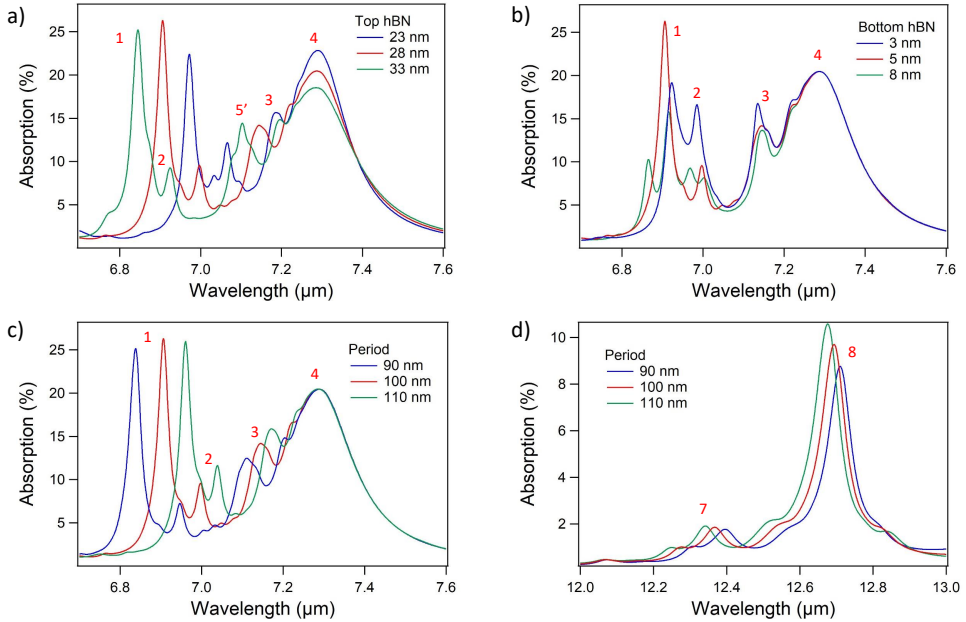 a)
Absorption (%)
25
20
15
10
5
1
2
5′
3
4
Top hBN
23 nm
28 nm
33 nm
6.8
7.0
7.2
7.4
7.6
Wavelength (μm)
b)
Absorption (%)
25
20
15
10
5
1
2
3
4
Bottom hBN
3 nm
5 nm
8 nm
6.8
7.0
7.2
7.4
7.6
Wavelength (μm)
c)
Absorption (%)
25
20
15
10
5
1
2
3
4
Period
90 nm
100 nm
110 nm
6.8
7.0
7.2
7.4
7.6
Wavelength (μm)
d)
Absorption (%)
10
8
6
4
2
7
8
Period
90 nm
100 nm
110 nm
12.0
12.2
12.4
12.6
12.8
13.0
Wavelength (μm)